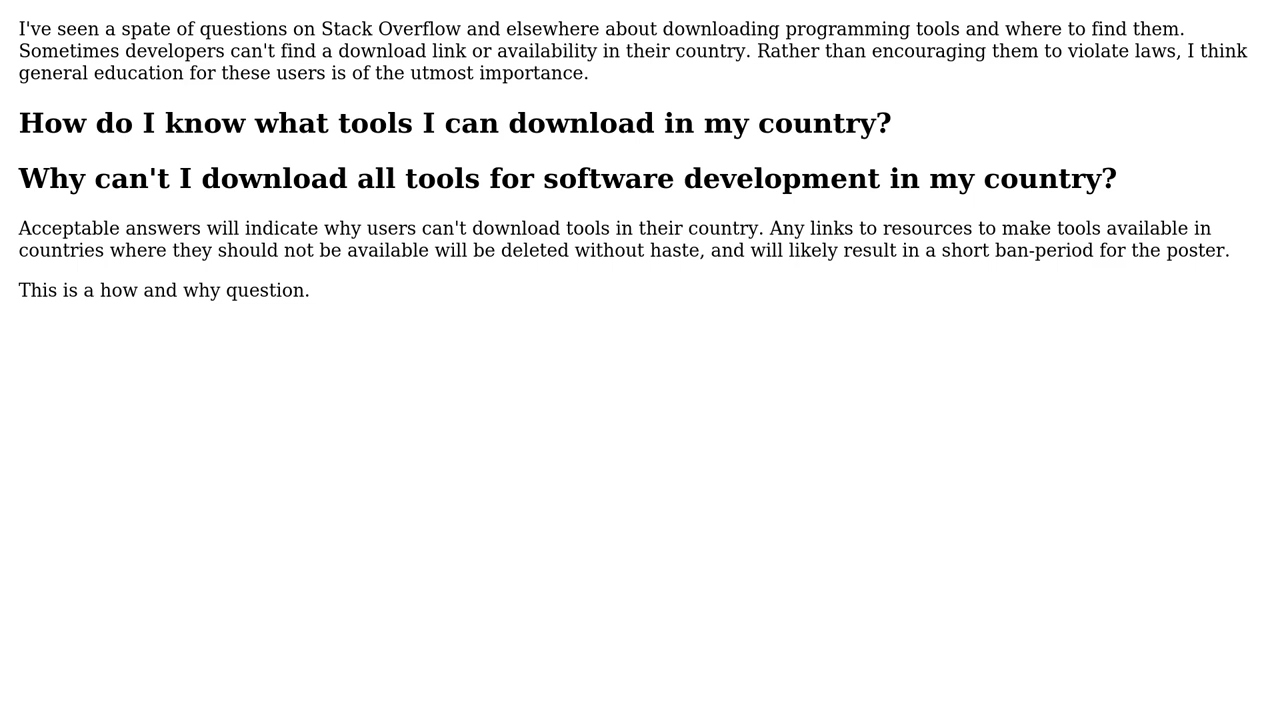 I've seen a spate of questions on Stack Overflow and elsewhere about downloading programming tools and where to find them.
Sometimes developers can't find a download link or availability in their country. Rather than encouraging them to violate laws, I think
general education for these users is of the utmost importance.
How do I know what tools I can download in my country?
Why can't I download all tools for software development in my country?
Acceptable answers will indicate why users can't download tools in their country. Any links to resources to make tools available in
countries where they should not be available will be deleted without haste, and will likely result in a short ban-period for the poster.
This is a how and why question.